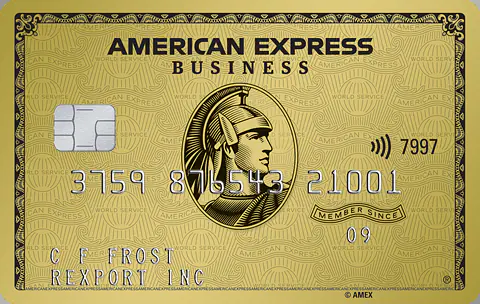 AMERICAN EXPRESS
BUSINESS
7997
3759 876543 21001
MEMBER SINCE
09
C F FROST
REXPORT INC
®
© AMEX